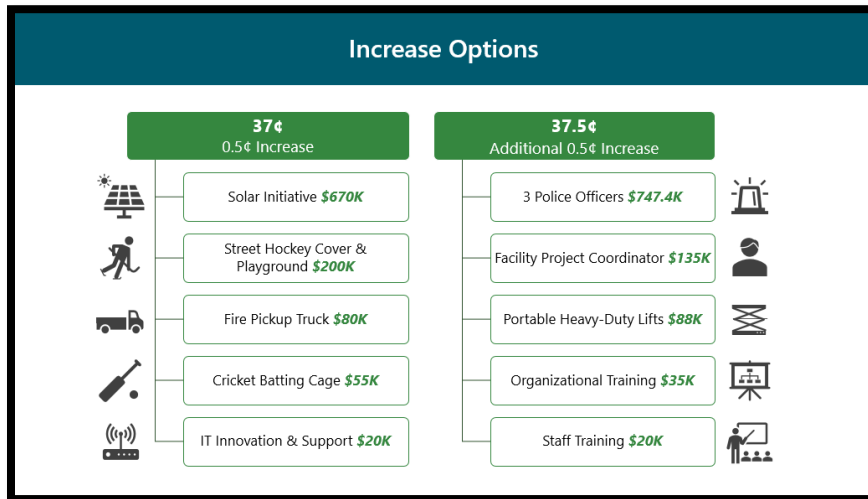 Increase Options
37¢
0.5¢ Increase
Solar Initiative $670K
Street Hockey Cover &
Playground $200K
Fire Pickup Truck $80K
Cricket Batting Cage $55K
IT Innovation & Support $20K
37.5¢
Additional 0.5¢ Increase
3 Police Officers $747.4K
Facility Project Coordinator $135K
Portable Heavy-Duty Lifts $88K
Organizational Training $35K
Staff Training $20K